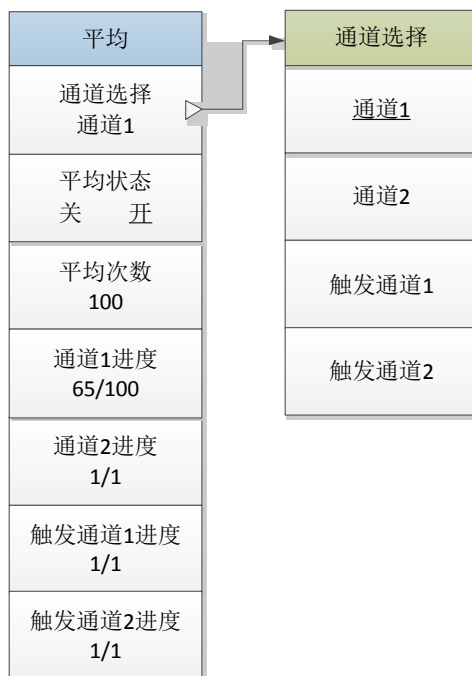 平均
通道选择
通道1
平均状态
关 开
平均次数
100
通道1进度
65/100
通道2进度
1/1
触发通道1进度
1/1
触发通道2进度
1/1
通道选择
通道1
通道2
触发通道1
触发通道2